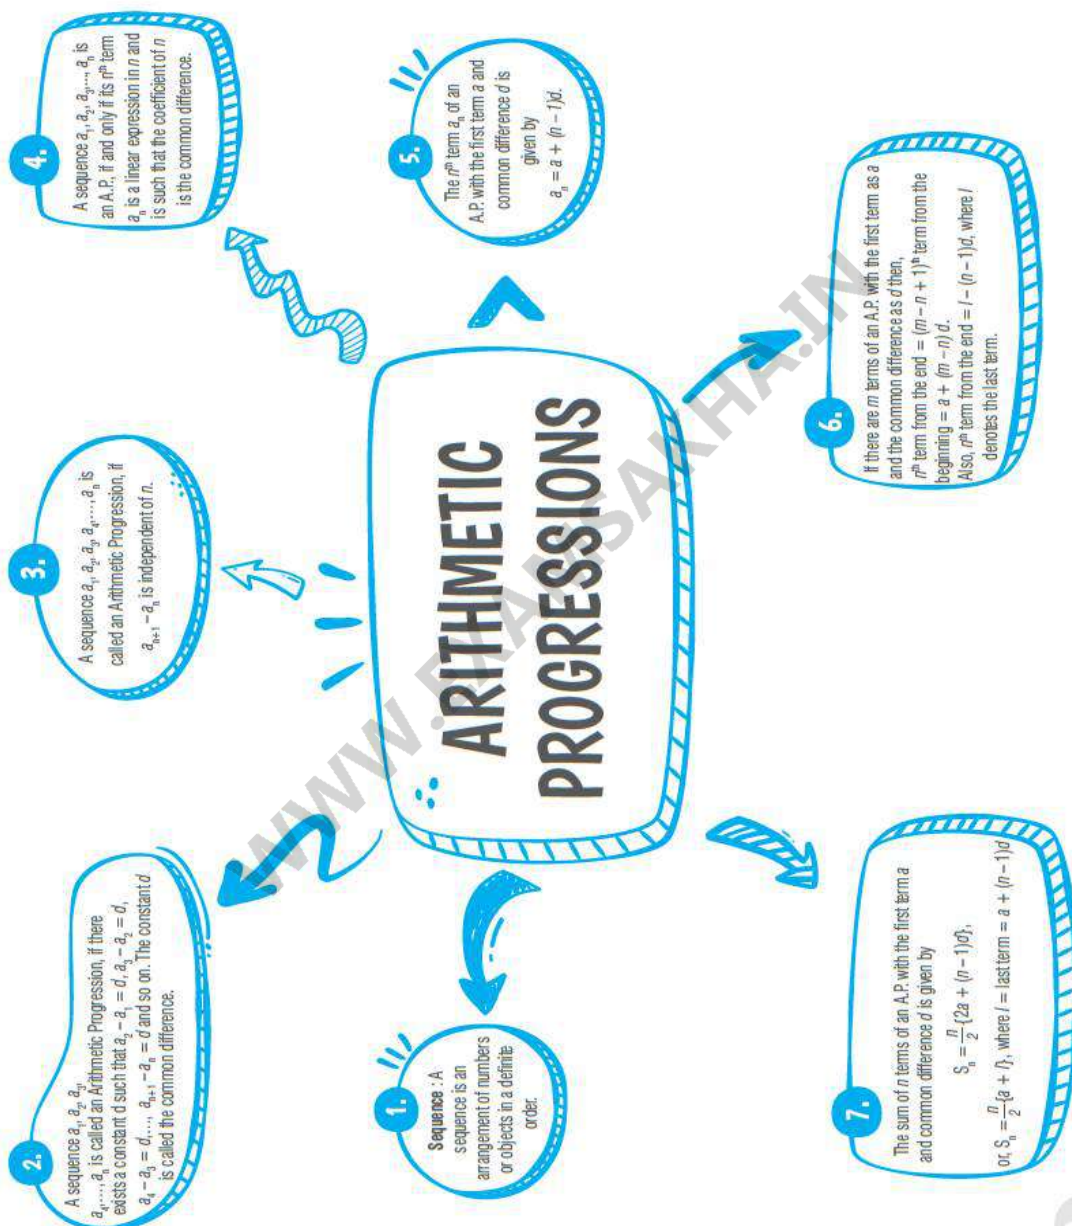 ARITHMETIC
PROGRESSIONS
1.
Sequence : A
sequence is an
arrangement of numbers
or objects in a definite
order.
2.
A sequence a₁, a₂, a₃,
a₄,..., aₙ is called an Arithmetic Progression, if there
exists a constant d such that a₂ – a₁ = d, a₃ – a₂ = d,
a₄ – a₃ = d,..., aₙ₊₁ – aₙ = d and so on. The constant d
is called the common difference.
3.
A sequence a₁, a₂, a₃, a₄,..., aₙ is
called an Arithmetic Progression, if
aₙ₊₁ – aₙ is independent of n.
4.
A sequence a₁, a₂, a₃,..., aₙ is
an A.P., if and only if its nᵗʰ term
aₙ is a linear expression in n and
is such that the coefficient of n
is the common difference.
5.
The nᵗʰ term aₙ of an
A.P. with the first term a and
common difference d is
given by
aₙ = a + (n – 1)d.
6.
If there are m terms of an A.P. with the first term as a
and the common difference as d then,
nᵗʰ term from the end = (m – n + 1)ᵗʰ term from the
beginning = a + (m – n) d.
Also, nᵗʰ term from the end = l – (n – 1)d, where l
denotes the last term.
7.
The sum of n terms of an A.P. with the first term a
and common difference d is given by
Sₙ = n/2 {2a + (n – 1)d},
or, Sₙ = n/2 {a + l}, where l = last term = a + (n – 1)d
WWW.EXAMSAKHA.IN